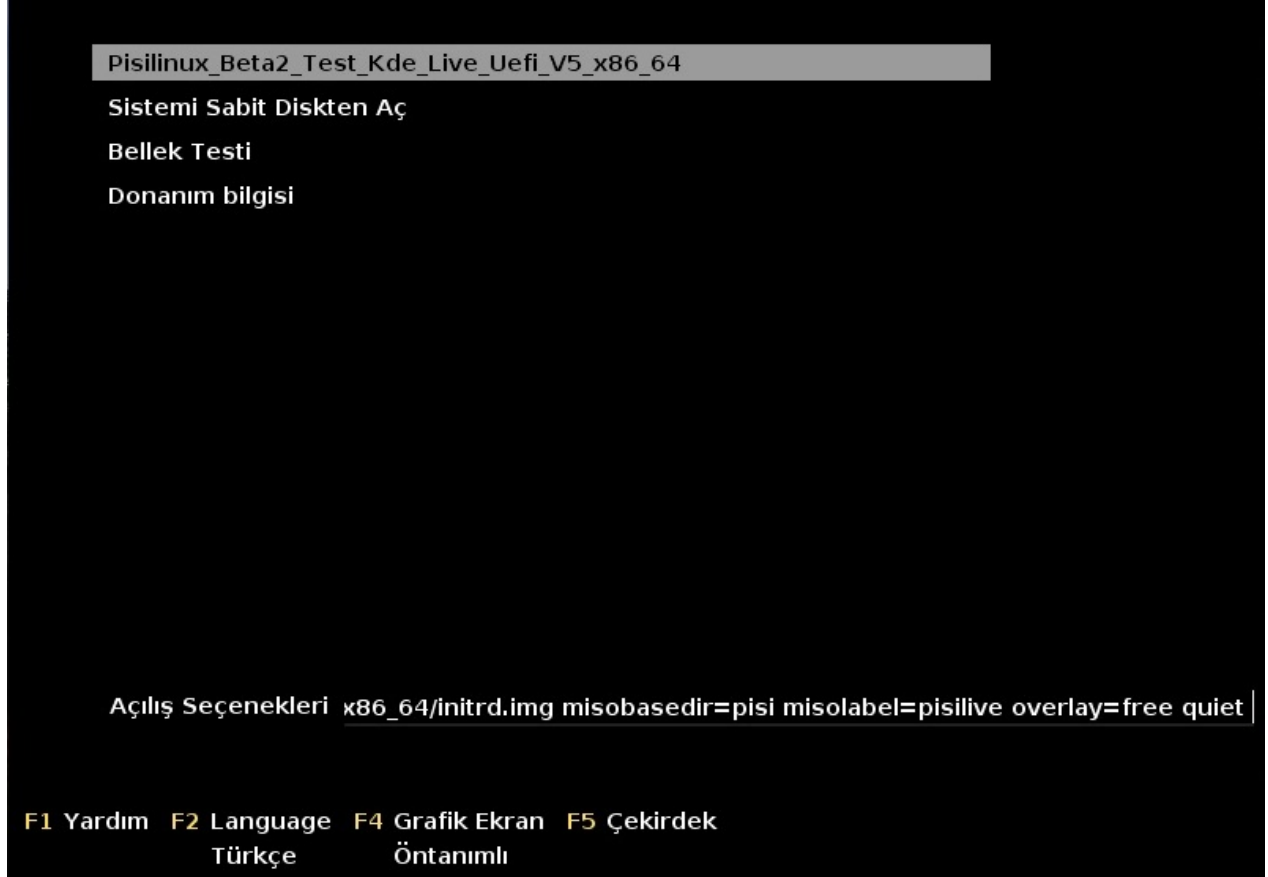 Pisilinux_Beta2_Test_Kde_Live_Uefi_V5_x86_64
Sistemi Sabit Diskten Aç
Bellek Testi
Donanım bilgisi
Açılış Seçenekleri x86_64/initrd.img misobasedir=pisi misolabel=pisilive overlay=free quiet
F1 Yardım F2 Language F4 Grafik Ekran F5 Çekirdek
Türkçe Öntanımlı